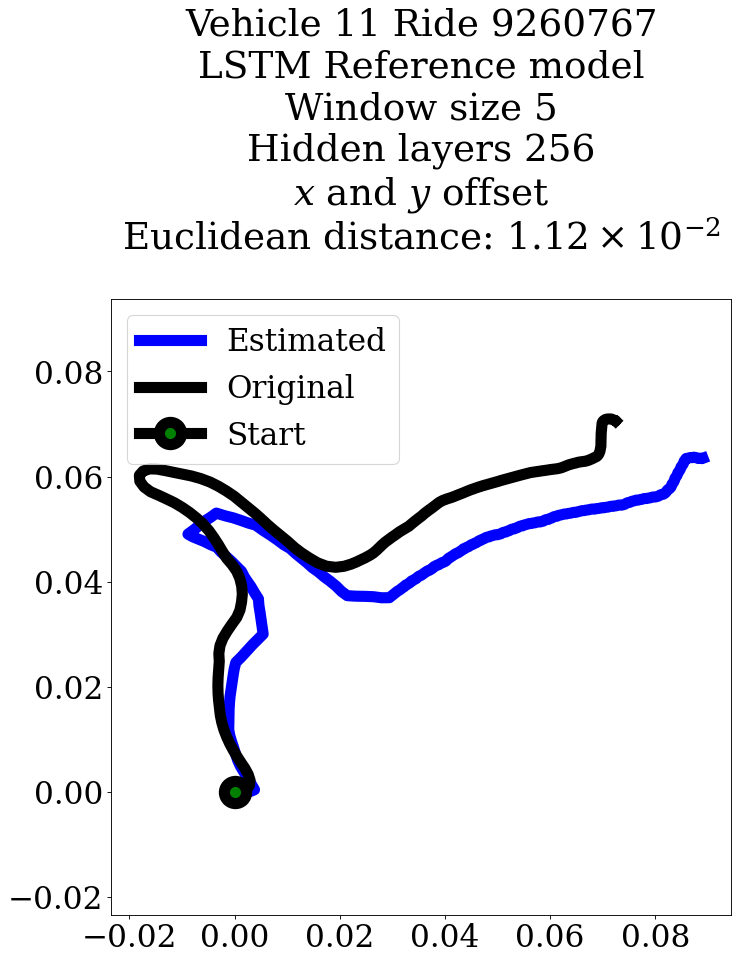 Vehicle 11 Ride 9260767
LSTM Reference model
Window size 5
Hidden layers 256
x and y offset
Euclidean distance: 1.12 × 10⁻²
Estimated
Original
Start
0.08
0.06
0.04
0.02
0.00
−0.02
−0.02 0.00 0.02 0.04 0.06 0.08